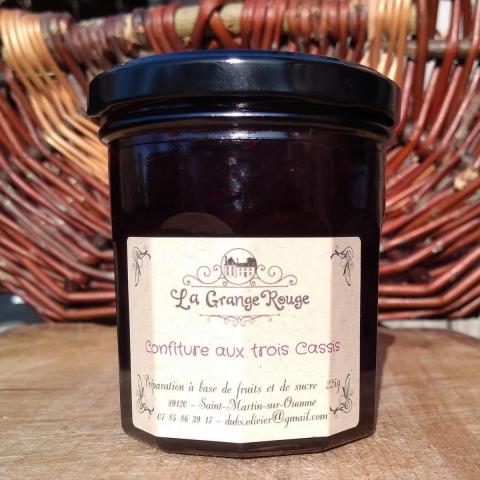 La Grange Rouge
Confiture aux trois Cassis
Préparation à base de fruits et de sucre 225g
89120 - Saint-Martin-sur-Ouanne
07 85 86 39 17 - dubs.olivier@gmail.com